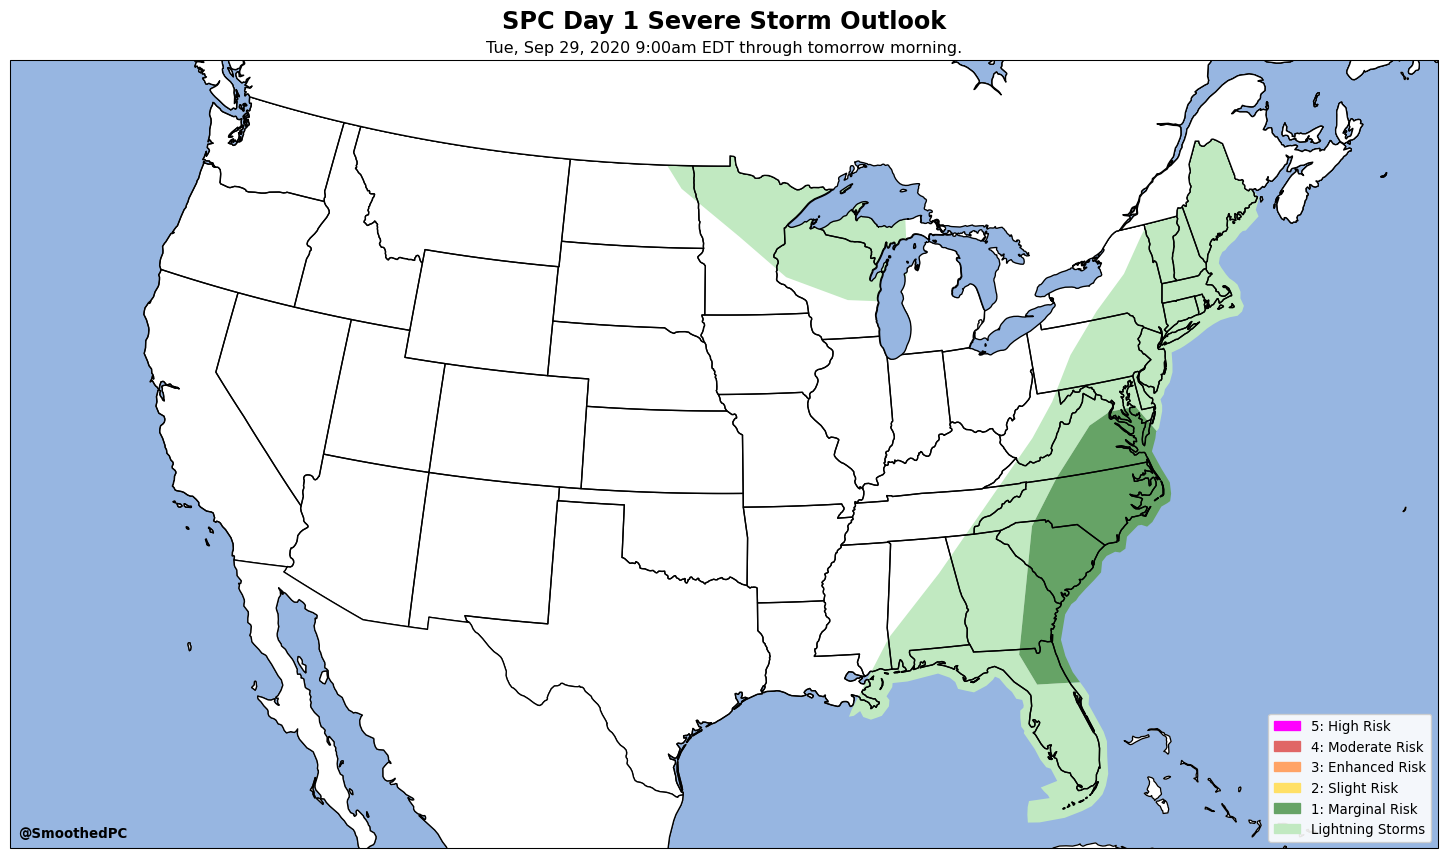 SPC Day 1 Severe Storm Outlook
Tue, Sep 29, 2020 9:00am EDT through tomorrow morning.
5: High Risk
4: Moderate Risk
3: Enhanced Risk
2: Slight Risk
1: Marginal Risk
Lightning Storms
@SmoothedPC